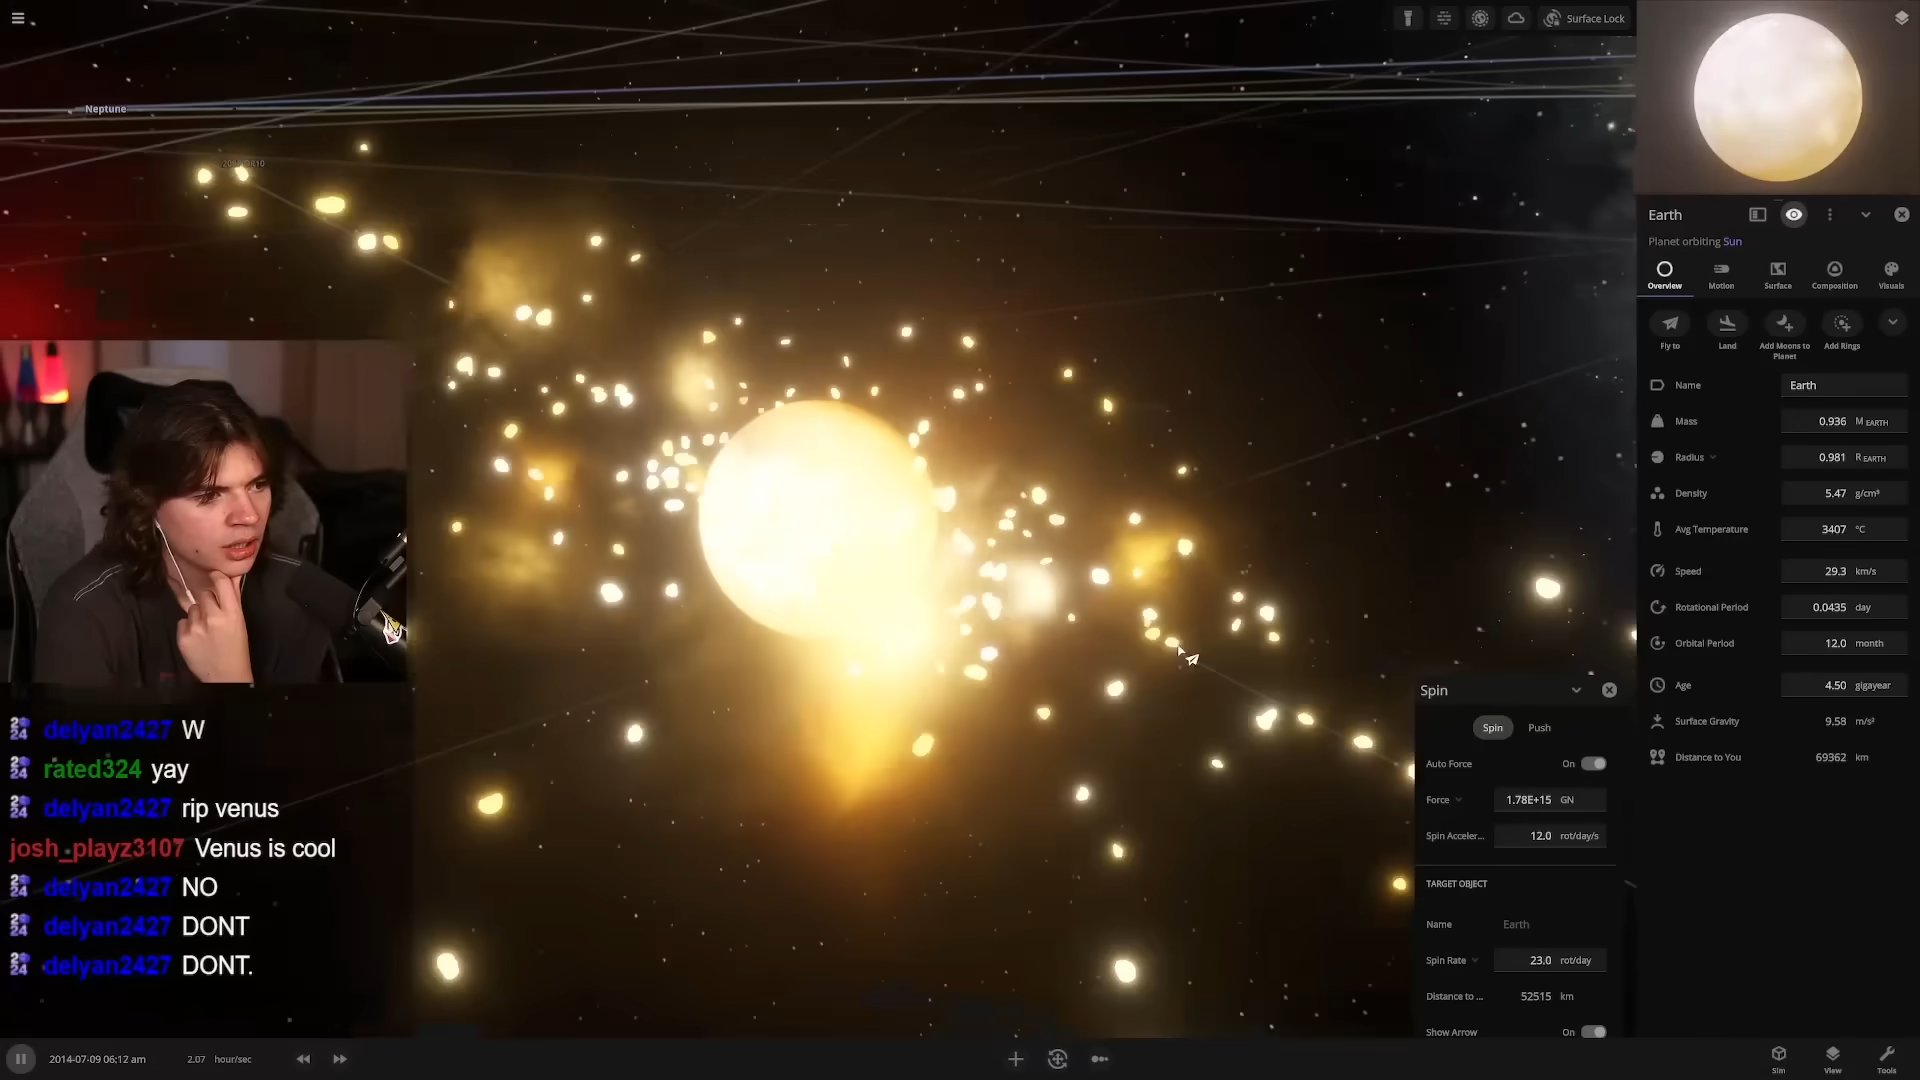 Surface Lock
Neptune
Earth
Planet orbiting Sun
Overview
Motion
Surface
Composition
Visuals
Fly to
Land
Add Moons to
Planet
Add Rings
Name Earth
Mass 0.936 M EARTH
Radius 0.981 R EARTH
Density 5.47 g/cm³
Avg Temperature 3407 °C
Speed 29.3 km/s
Rotational Period 0.0435 day
Orbital Period 12.0 month
Age 4.50 gigayear
Surface Gravity 9.58 m/s²
Distance to You 69362 km
Spin
Spin Push
Auto Force On
Force 1.78E+15 GN
Spin Acceler... 12.0 rot/day/s
TARGET OBJECT
Name Earth
Spin Rate 23.0 rot/day
Distance to ... 52515 km
Show Arrow On
delyan2427 W
rated324 yay
delyan2427 rip venus
josh_playz3107 Venus is cool
delyan2427 NO
delyan2427 DONT
delyan2427 DONT.
2014-07-09 06:12 am 2.07 hour/sec
Sim
View
Tools